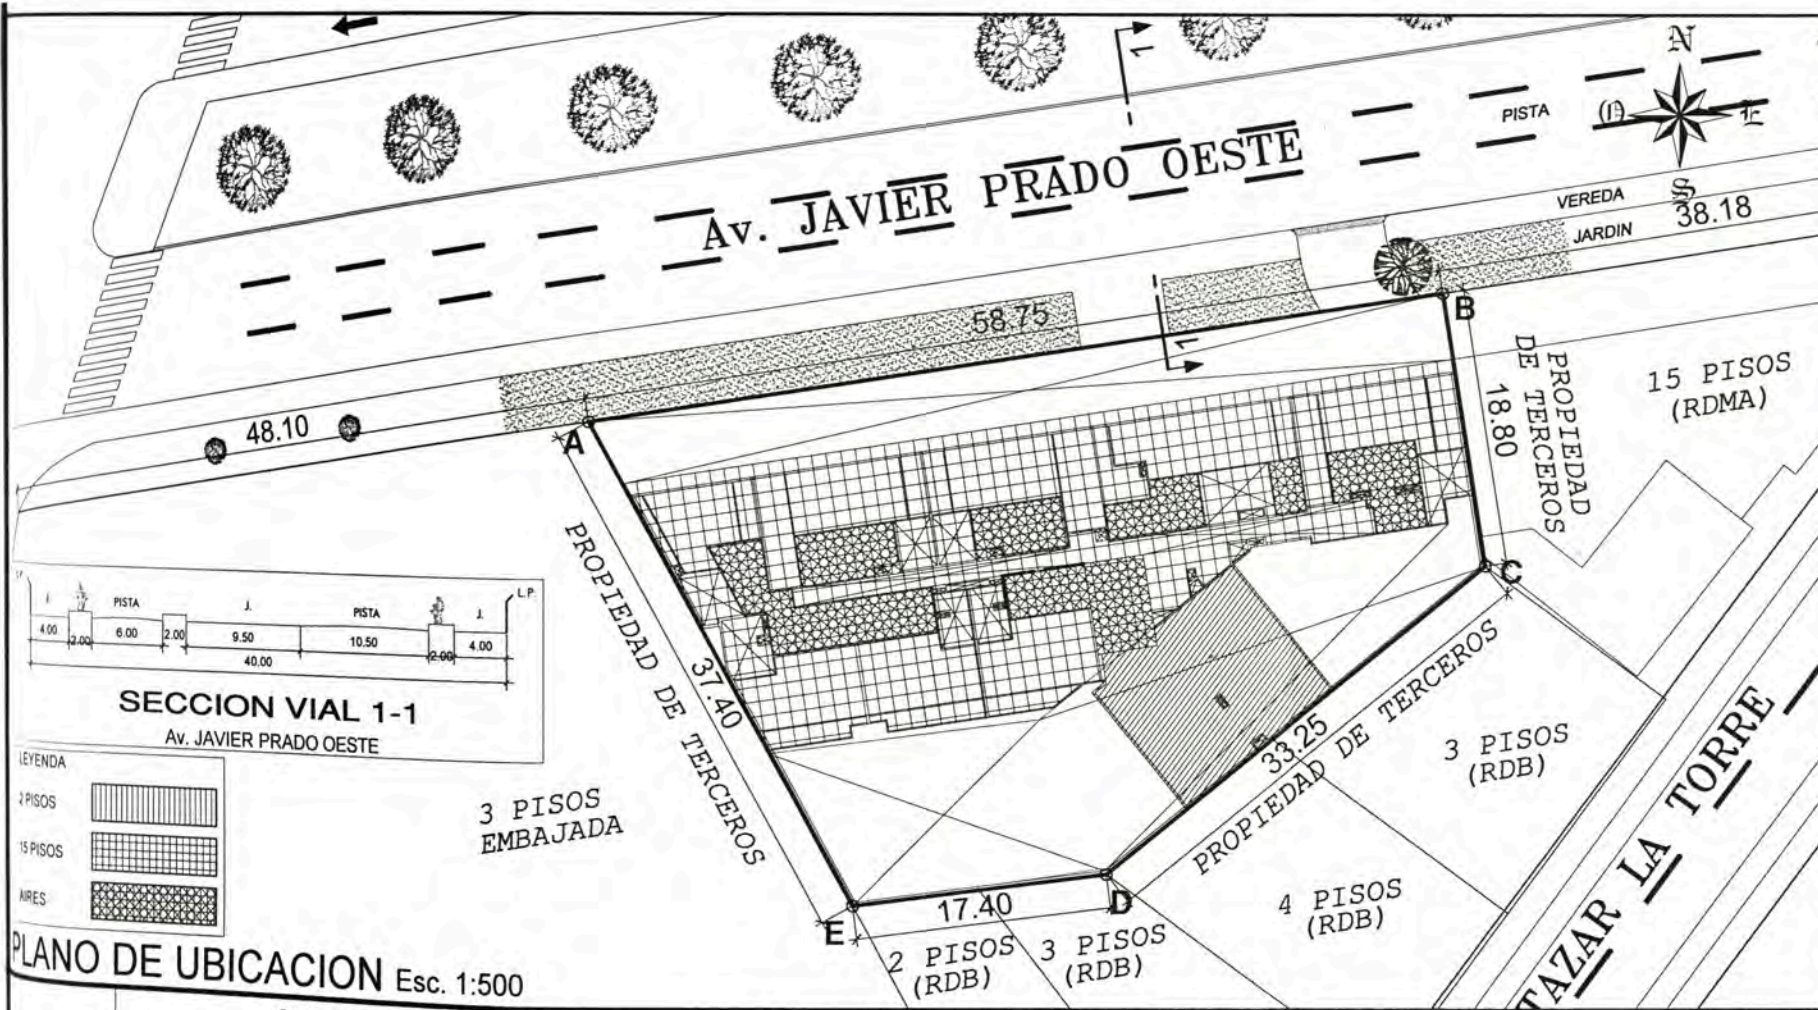 1
N
PISTA
O
E
Av. JAVIER PRADO OESTE
VEREDA
S
38.18
JARDIN
58.75
B
1
48.10
A
PROPIEDAD
DE TERCEROS
15 PISOS
(RDMA)
18.80
C
PROPIEDAD DE TERCEROS
37.40
L.P.
PISTA
J.
PISTA
J.
4.00
2.00
6.00
2.00
9.50
10.50
2.00
4.00
40.00
SECCION VIAL 1-1
Av. JAVIER PRADO OESTE
LEYENDA
2 PISOS
15 PISOS
AIRES
3 PISOS
EMBAJADA
33.25
PROPIEDAD DE TERCEROS
3 PISOS
(RDB)
4 PISOS
(RDB)
TAZAR LA TORRE
17.40
D
E
2 PISOS
(RDB)
3 PISOS
(RDB)
PLANO DE UBICACION Esc. 1:500